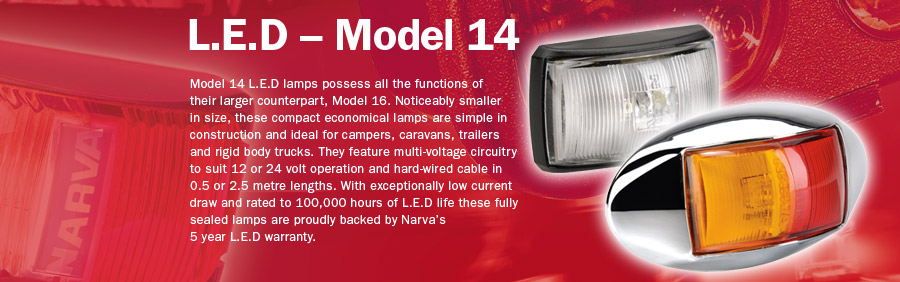 L.E.D – Model 14
Model 14 L.E.D lamps possess all the functions of
their larger counterpart, Model 16. Noticeably smaller
in size, these compact economical lamps are simple in
construction and ideal for campers, caravans, trailers
and rigid body trucks. They feature multi-voltage circuitry
to suit 12 or 24 volt operation and hard-wired cable in
0.5 or 2.5 metre lengths. With exceptionally low current
draw and rated to 100,000 hours of L.E.D life these fully
sealed lamps are proudly backed by Narva's
5 year L.E.D warranty.
NARVA